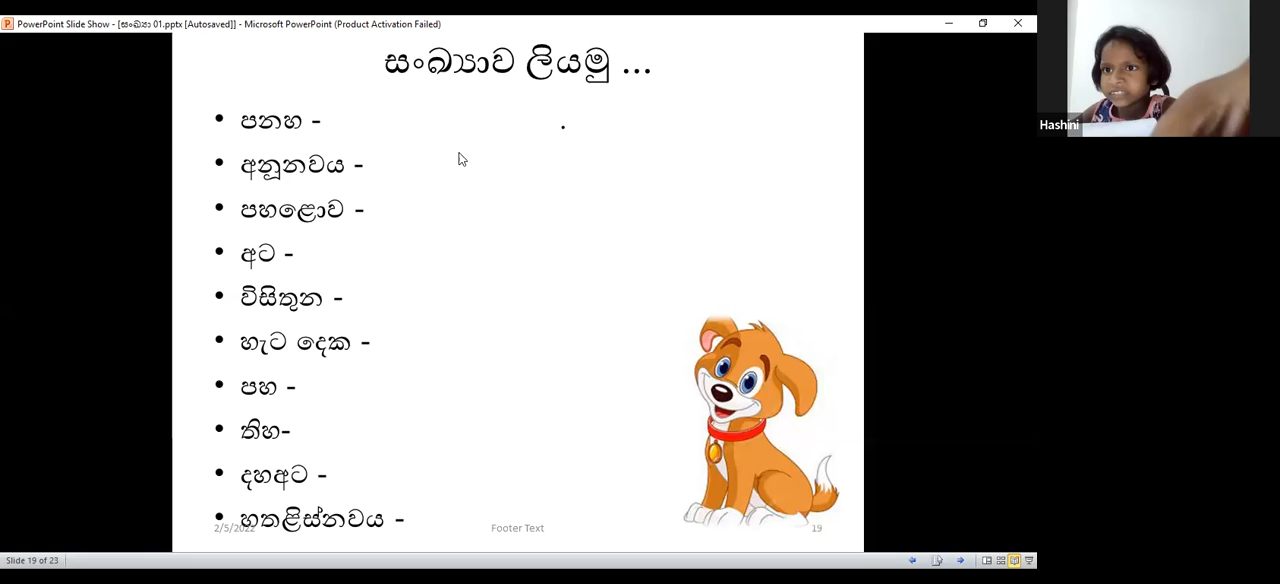 PowerPoint Slide Show - [සංඛ්‍යා 01.pptx [Autosaved]] - Microsoft PowerPoint (Product Activation Failed)
සංඛ්‍යාව ලියමු ...
• පනහ -
• අනූනවය -
• පහළොව -
• අට -
• විසිතුන -
• හැට දෙක -
• පහ -
• තිහ-
• දහඅට -
• හතළිස්නවය -
2/5/2022 Footer Text 19
Slide 19 of 23
Hashini